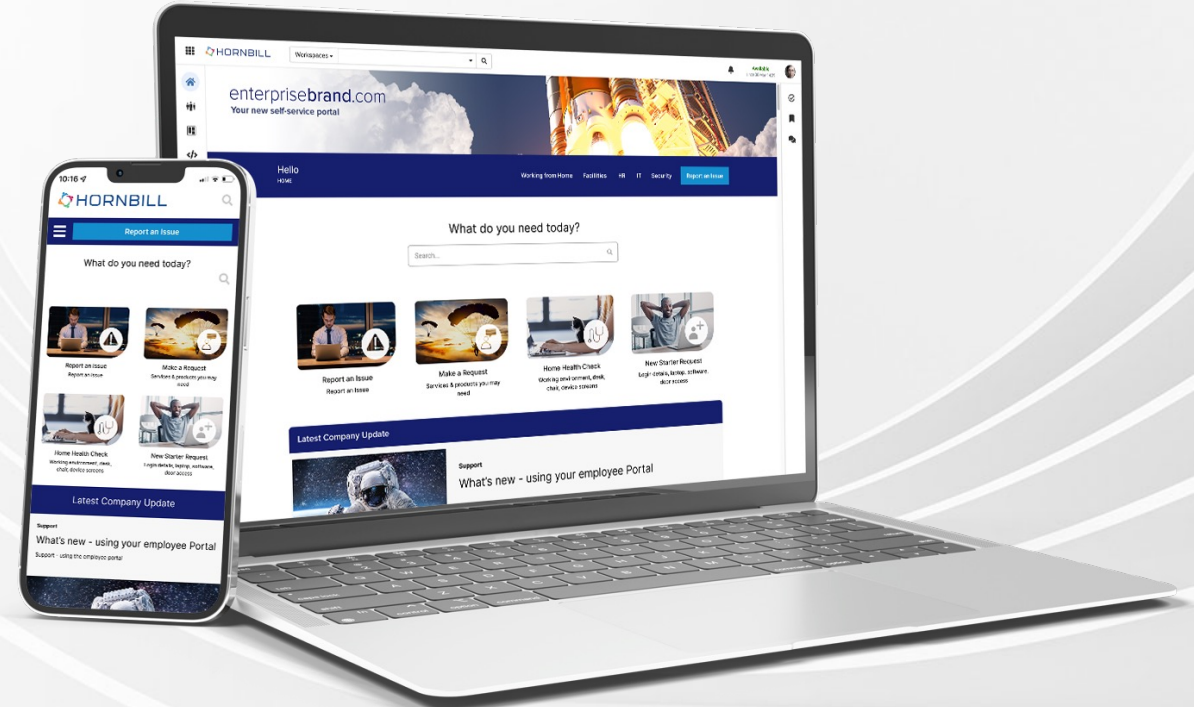 HORNBILL
Workspaces
Available
enterprisebrand.com
Your new self-service portal
Hello
HOME
Working from Home Facilities HR IT Security Report an Issue
What do you need today?
Search...
Report an Issue
Report an Issue
Make a Request
Services & products you may
need
Home Health Check
Working environment, desk,
chair, device screens
New Starter Request
Login details, laptop, software,
door access
Latest Company Update
Support
What's new - using your employee Portal
10:16
HORNBILL
Report an Issue
What do you need today?
Report an Issue
Report an Issue
Make a Request
Services & products you may
need
Home Health Check
Working environment, desk,
chair, device screens
New Starter Request
Login details, laptop, software,
door access
Latest Company Update
Support
What's new - using your employee Portal
Support - using the employee portal